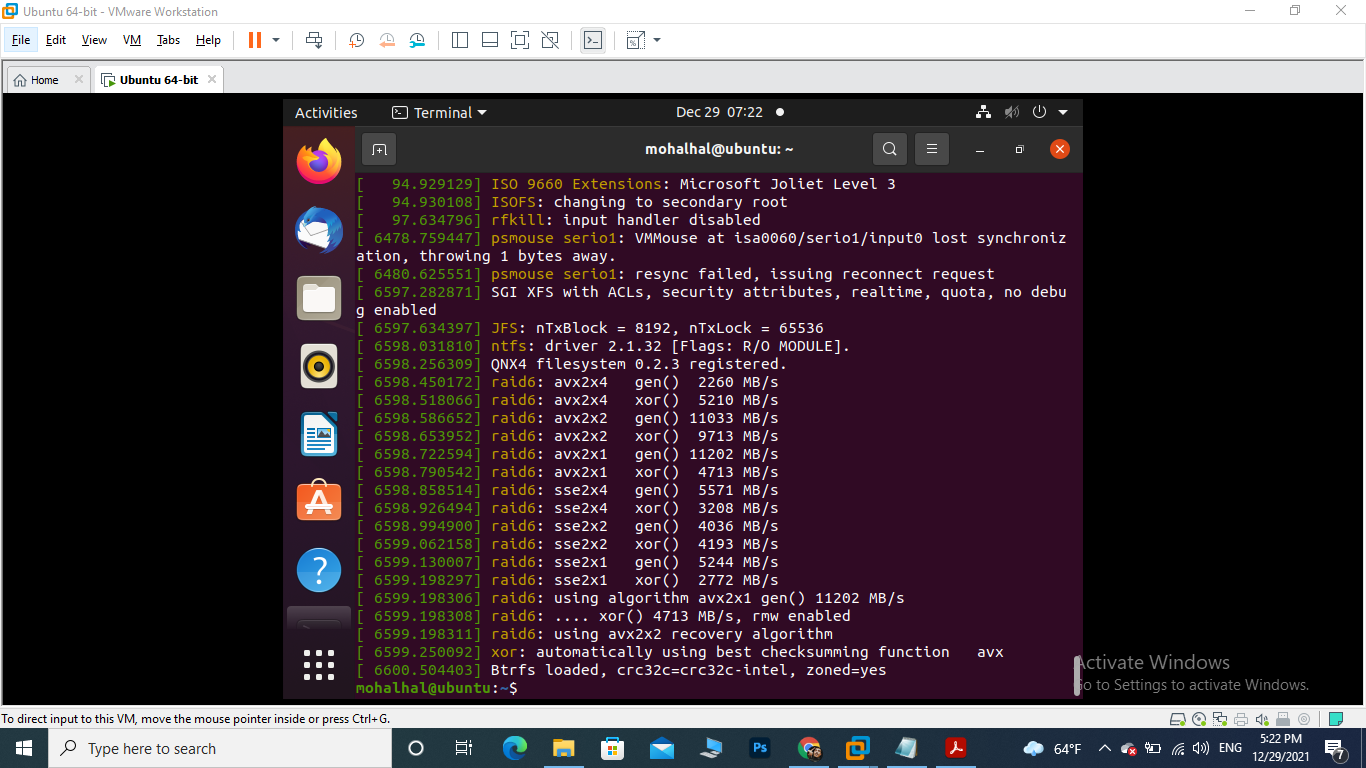 Ubuntu 64-bit - VMware Workstation
File Edit View VM Tabs Help
Home Ubuntu 64-bit
Activities Terminal Dec 29 07:22
mohalhal@ubuntu: ~
[   94.929129] ISO 9660 Extensions: Microsoft Joliet Level 3
[   94.930108] ISOFS: changing to secondary root
[   97.634796] rfkill: input handler disabled
[ 6478.759447] psmouse serio1: VMMouse at isa0060/serio1/input0 lost synchroniz
ation, throwing 1 bytes away.
[ 6480.625551] psmouse serio1: resync failed, issuing reconnect request
[ 6597.282871] SGI XFS with ACLs, security attributes, realtime, quota, no debu
g enabled
[ 6597.634397] JFS: nTxBlock = 8192, nTxLock = 65536
[ 6598.031810] ntfs: driver 2.1.32 [Flags: R/O MODULE].
[ 6598.256309] QNX4 filesystem 0.2.3 registered.
[ 6598.450172] raid6: avx2x4   gen()  2260 MB/s
[ 6598.518066] raid6: avx2x4   xor()  5210 MB/s
[ 6598.586652] raid6: avx2x2   gen() 11033 MB/s
[ 6598.653952] raid6: avx2x2   xor()  9713 MB/s
[ 6598.722594] raid6: avx2x1   gen() 11202 MB/s
[ 6598.790542] raid6: avx2x1   xor()  4713 MB/s
[ 6598.858514] raid6: sse2x4   gen()  5571 MB/s
[ 6598.926494] raid6: sse2x4   xor()  3208 MB/s
[ 6598.994900] raid6: sse2x2   gen()  4036 MB/s
[ 6599.062158] raid6: sse2x2   xor()  4193 MB/s
[ 6599.130007] raid6: sse2x1   gen()  5244 MB/s
[ 6599.198297] raid6: sse2x1   xor()  2772 MB/s
[ 6599.198306] raid6: using algorithm avx2x1 gen() 11202 MB/s
[ 6599.198308] raid6: .... xor() 4713 MB/s, rmw enabled
[ 6599.198311] raid6: using avx2x2 recovery algorithm
[ 6599.250092] xor: automatically using best checksumming function   avx
[ 6600.504403] Btrfs loaded, crc32c=crc32c-intel, zoned=yes
mohalhal@ubuntu:~$
Activate Windows
Go to Settings to activate Windows.
To direct input to this VM, move the mouse pointer inside or press Ctrl+G.
Type here to search
Ps
64°F
ENG
5:22 PM
12/29/2021
7